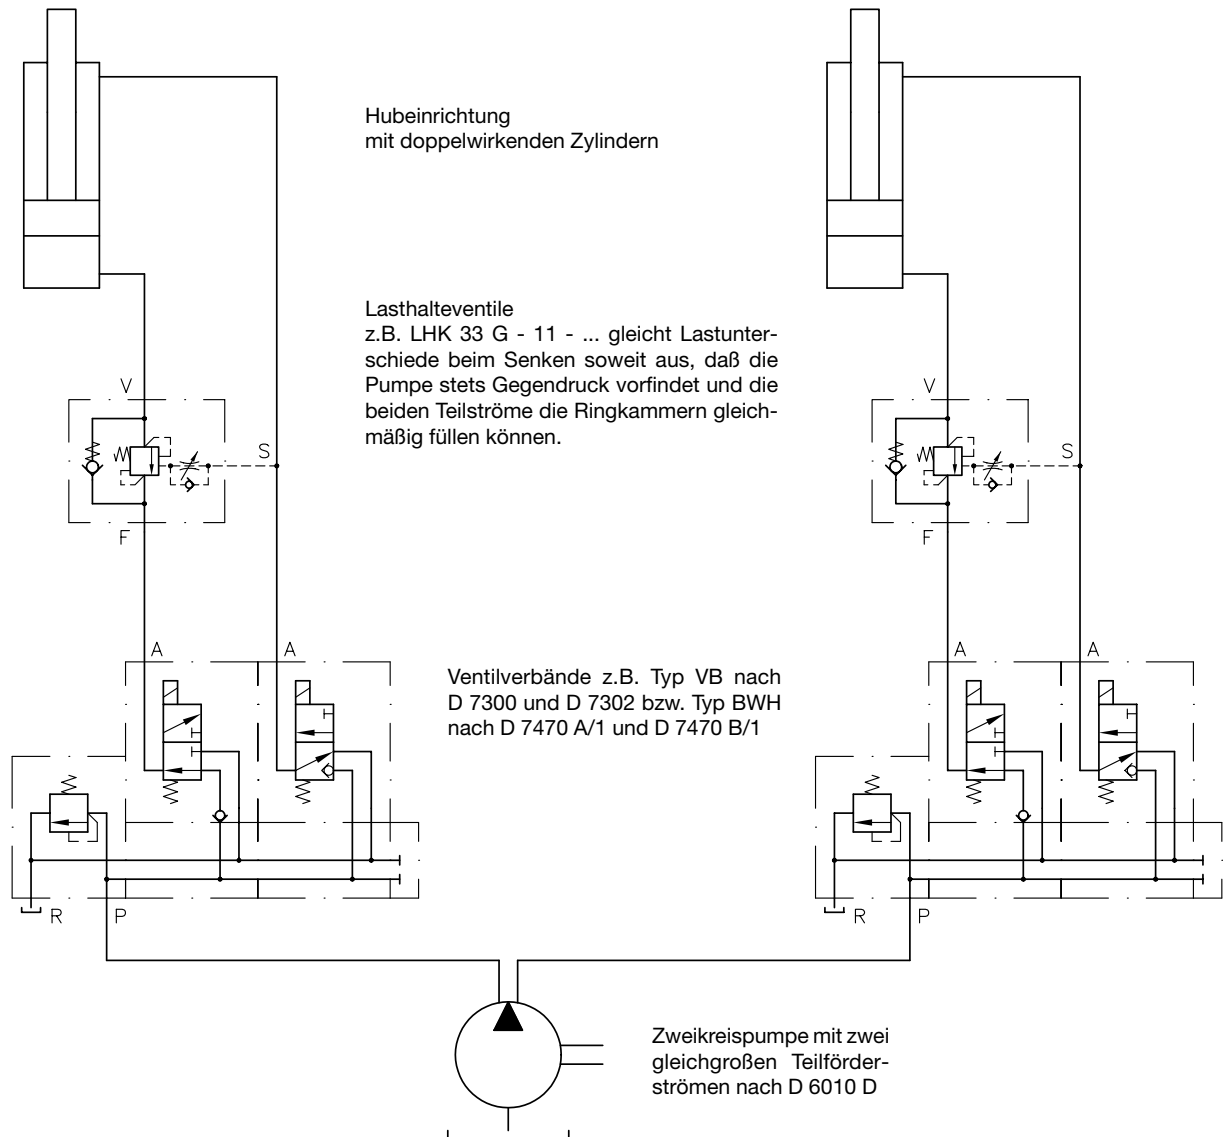 Hubeinrichtung
mit doppelwirkenden Zylindern
Lasthalteventile
z.B. LHK 33 G - 11 - ... gleicht Lastunter-
schiede beim Senken soweit aus, daß die
Pumpe stets Gegendruck vorfindet und die
beiden Teilströme die Ringkammern gleich-
mäßig füllen können.
V
V
S
S
F
F
A
A
A
A
Ventilverbände z.B. Typ VB nach
D 7300 und D 7302 bzw. Typ BWH
nach D 7470 A/1 und D 7470 B/1
R
P
R
P
Zweikreispumpe mit zwei
gleichgroßen Teilförder-
strömen nach D 6010 D